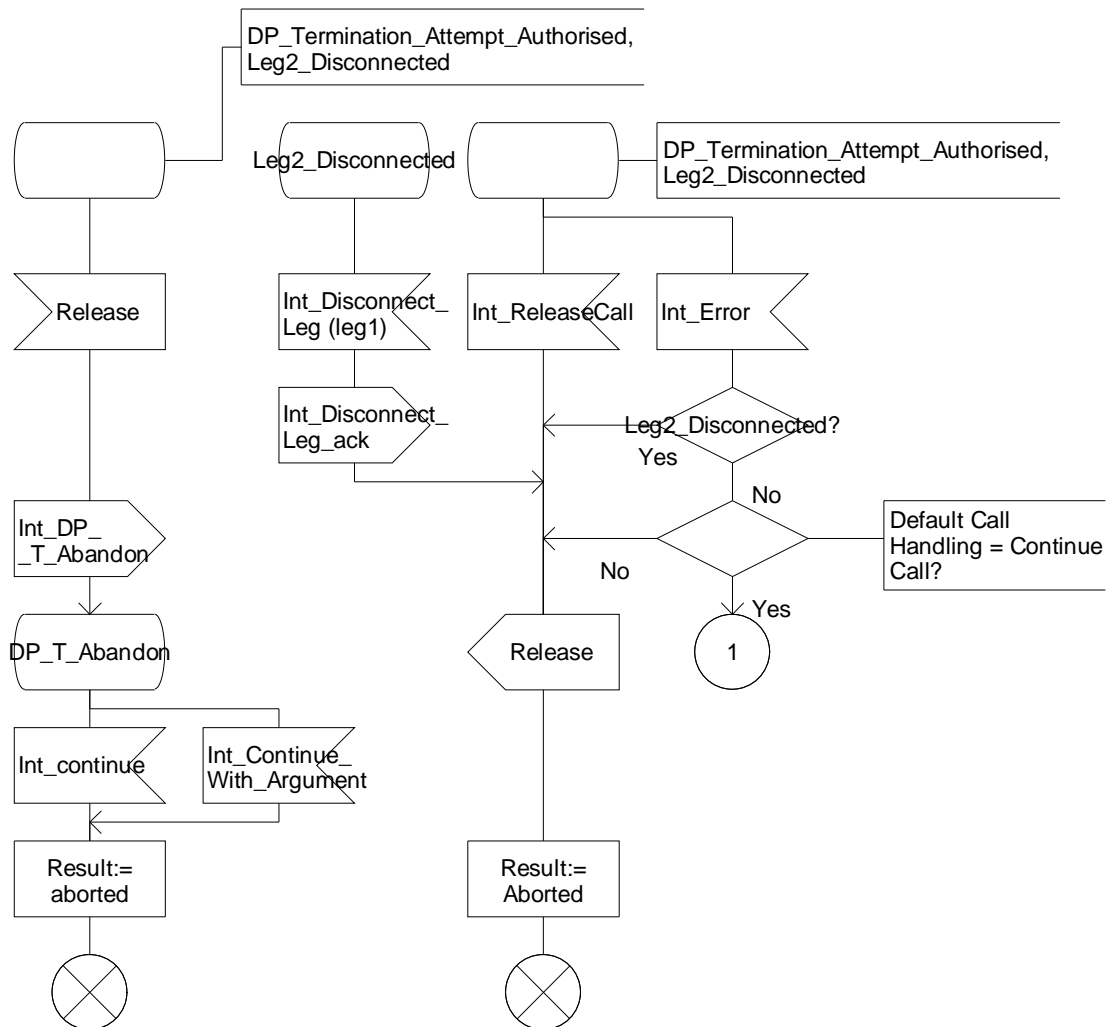 DP_Termination_Attempt_Authorised,
Leg2_Disconnected
Leg2_Disconnected
DP_Termination_Attempt_Authorised,
Leg2_Disconnected
Release
Int_Disconnect_
Leg (leg1)
Int_ReleaseCall
Int_Error
Int_Disconnect_
Leg_ack
Leg2_Disconnected?
Yes
No
Int_DP_
_T_Abandon
Default Call
Handling = Continue
Call?
No
Yes
DP_T_Abandon
Release
1
Int_continue
Int_Continue_
With_Argument
Result:=
aborted
Result:=
Aborted